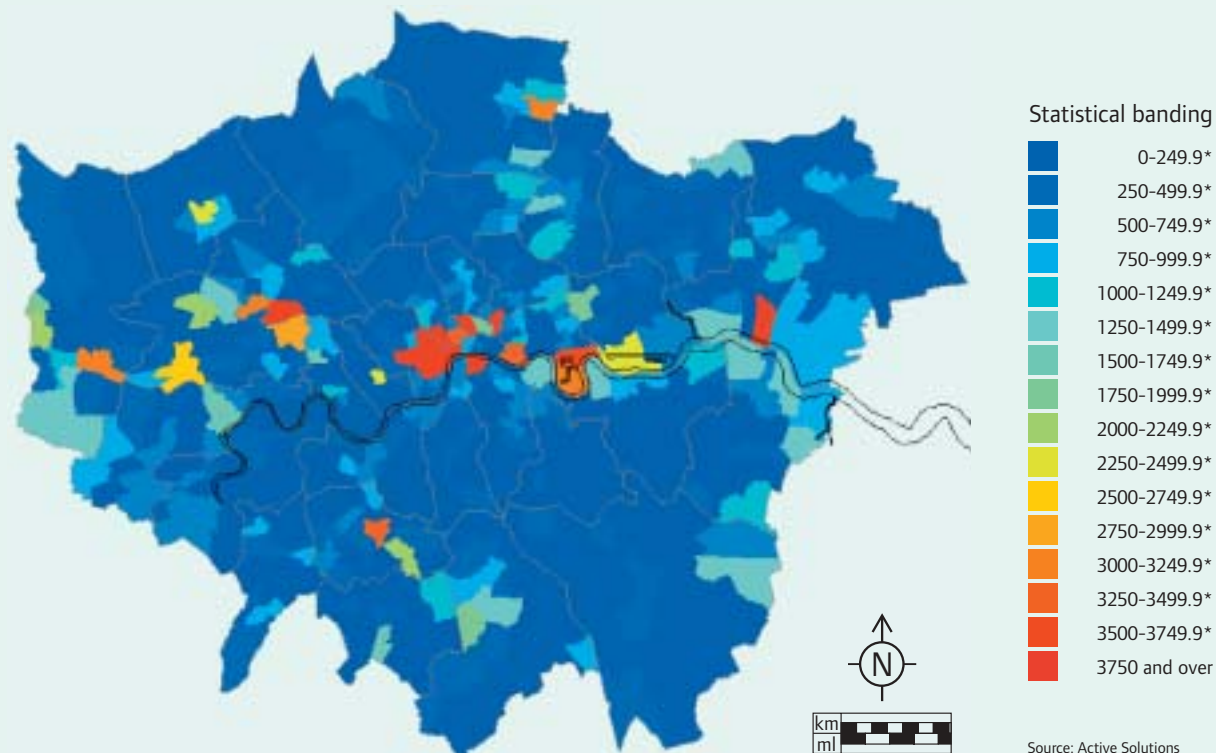 Statistical banding
0-249.9*
250-499.9*
500-749.9*
750-999.9*
1000-1249.9*
1250-1499.9*
1500-1749.9*
1750-1999.9*
2000-2249.9*
2250-2499.9*
2500-2749.9*
2750-2999.9*
3000-3249.9*
3250-3499.9*
3500-3749.9*
3750 and over
N
km
ml
Source: Active Solutions